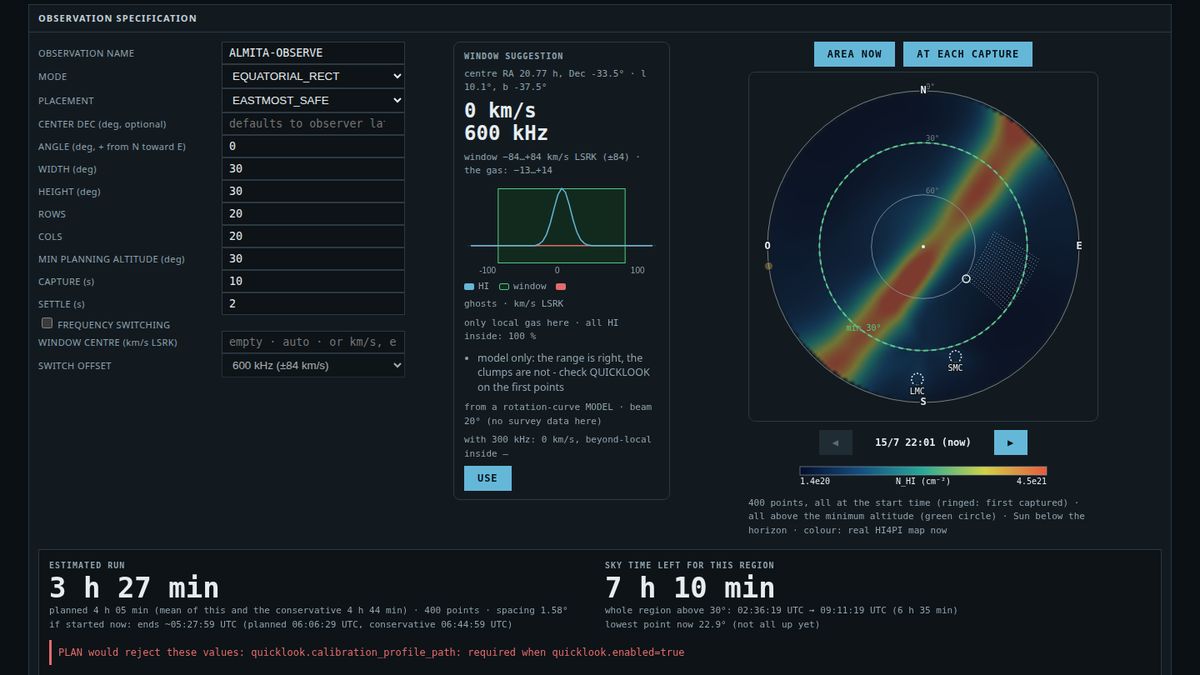 OBSERVATION SPECIFICATION
OBSERVATION NAME
ALMITA-OBSERVE
MODE
EQUATORIAL_RECT
PLACEMENT
EASTMOST_SAFE
CENTER DEC (deg, optional)
defaults to observer la
ANGLE (deg, + from N toward E)
0
WIDTH (deg)
30
HEIGHT (deg)
30
ROWS
20
COLS
20
MIN PLANNING ALTITUDE (deg)
30
CAPTURE (s)
10
SETTLE (s)
2
FREQUENCY SWITCHING
WINDOW CENTRE (km/s LSRK)
empty · auto · or km/s, e
SWITCH OFFSET
600 kHz (±84 km/s)
WINDOW SUGGESTION
centre RA 20.77 h, Dec -33.5° · l
10.1°, b -37.5°
0 km/s
600 kHz
window −84…+84 km/s LSRK (±84) ·
the gas: −13…+14
-100 0 100
HI window
ghosts · km/s LSRK
only local gas here · all HI
inside: 100 %
▪ model only: the range is right, the
clumps are not - check QUICKLOOK
on the first points
from a rotation-curve MODEL · beam
20° (no survey data here)
with 300 kHz: 0 km/s, beyond-local
inside —
USE
AREA NOW
AT EACH CAPTURE
N
0°
30°
60°
O
E
min 30°
SMC
LMC
S
◀ 15/7 22:01 (now) ▶
1.4e20 N_HI (cm⁻²) 4.5e21
400 points, all at the start time (ringed: first captured) ·
all above the minimum altitude (green circle) · Sun below the
horizon · colour: real HI4PI map now
ESTIMATED RUN
3 h 27 min
planned 4 h 05 min (mean of this and the conservative 4 h 44 min) · 400 points · spacing 1.58°
if started now: ends ~05:27:59 UTC (planned 06:06:29 UTC, conservative 06:44:59 UTC)
SKY TIME LEFT FOR THIS REGION
7 h 10 min
whole region above 30°: 02:36:19 UTC → 09:11:19 UTC (6 h 35 min)
lowest point now 22.9° (not all up yet)
PLAN would reject these values: quicklook.calibration_profile_path: required when quicklook.enabled=true